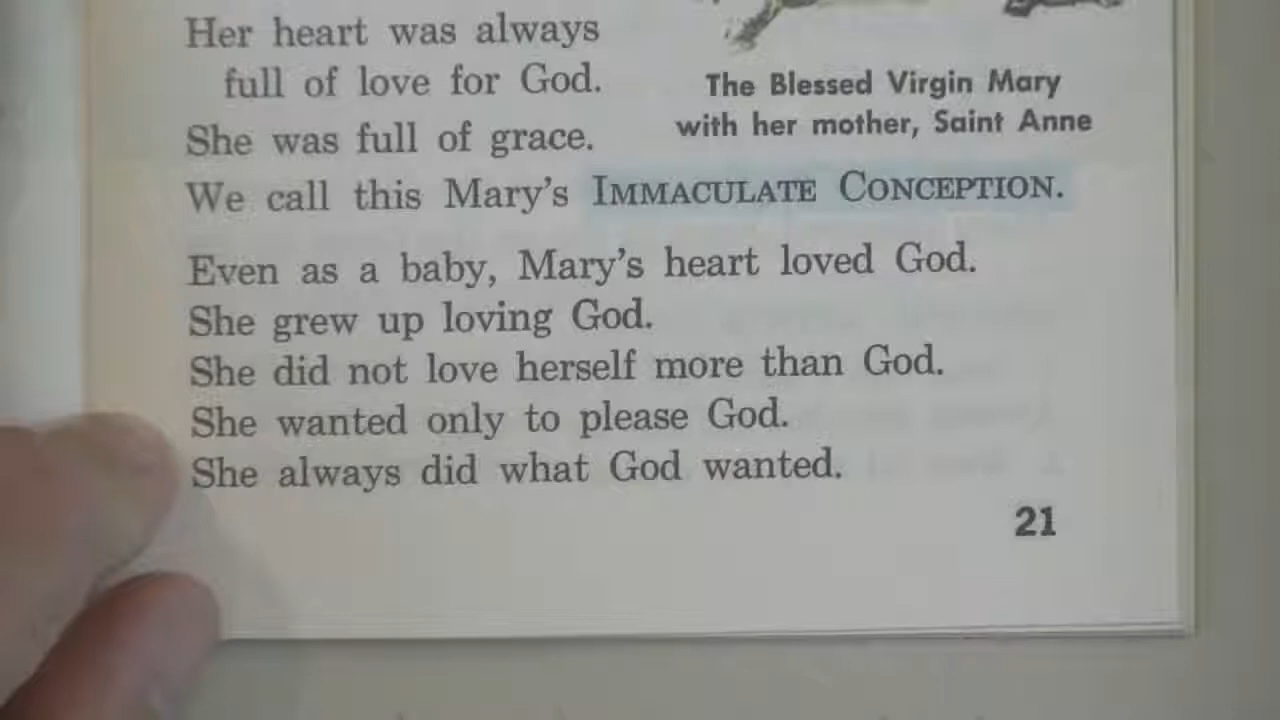 Her heart was always
full of love for God.
She was full of grace.
We call this Mary's IMMACULATE CONCEPTION.
The Blessed Virgin Mary
with her mother, Saint Anne
Even as a baby, Mary's heart loved God.
She grew up loving God.
She did not love herself more than God.
She wanted only to please God.
She always did what God wanted.
21